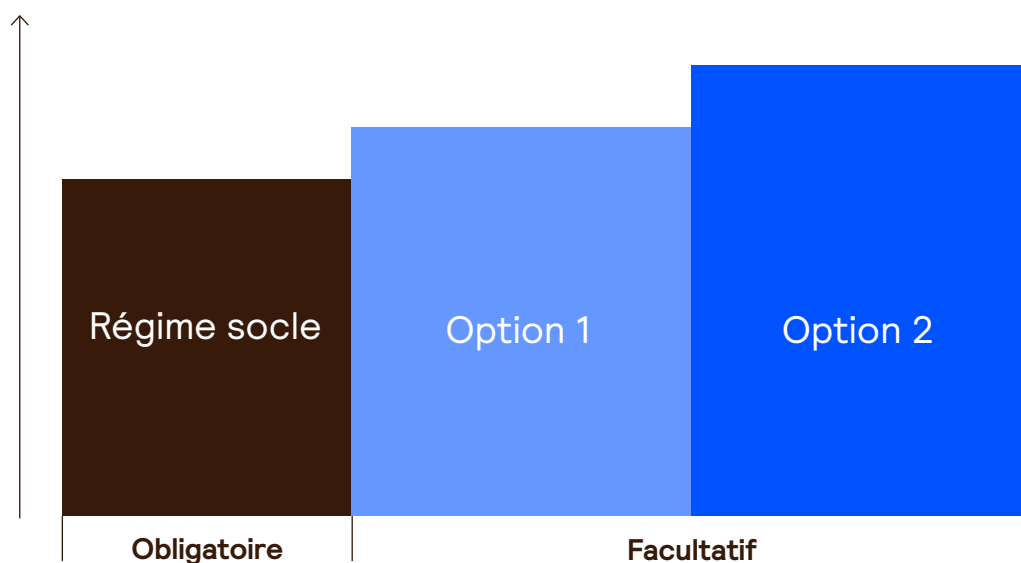 Régime socle
Option 1
Option 2
Obligatoire
Facultatif